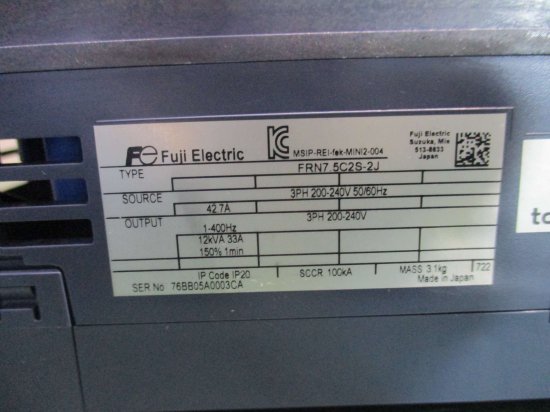 Fe Fuji Electric
KC
MSIP-REI-fek-MINI2-004
Fuji Electric
Suzuka, Mie
513-8633
Japan
TYPE FRN7.5C2S-2J
SOURCE 3PH 200-240V 50/60Hz
42.7A
OUTPUT 3PH 200-240V
1-400Hz
12kVA 33A
150% 1min
IP Code IP20 SCCR 100kA MASS 3.1kg 722
SER No 76BB05A0003CA Made in Japan